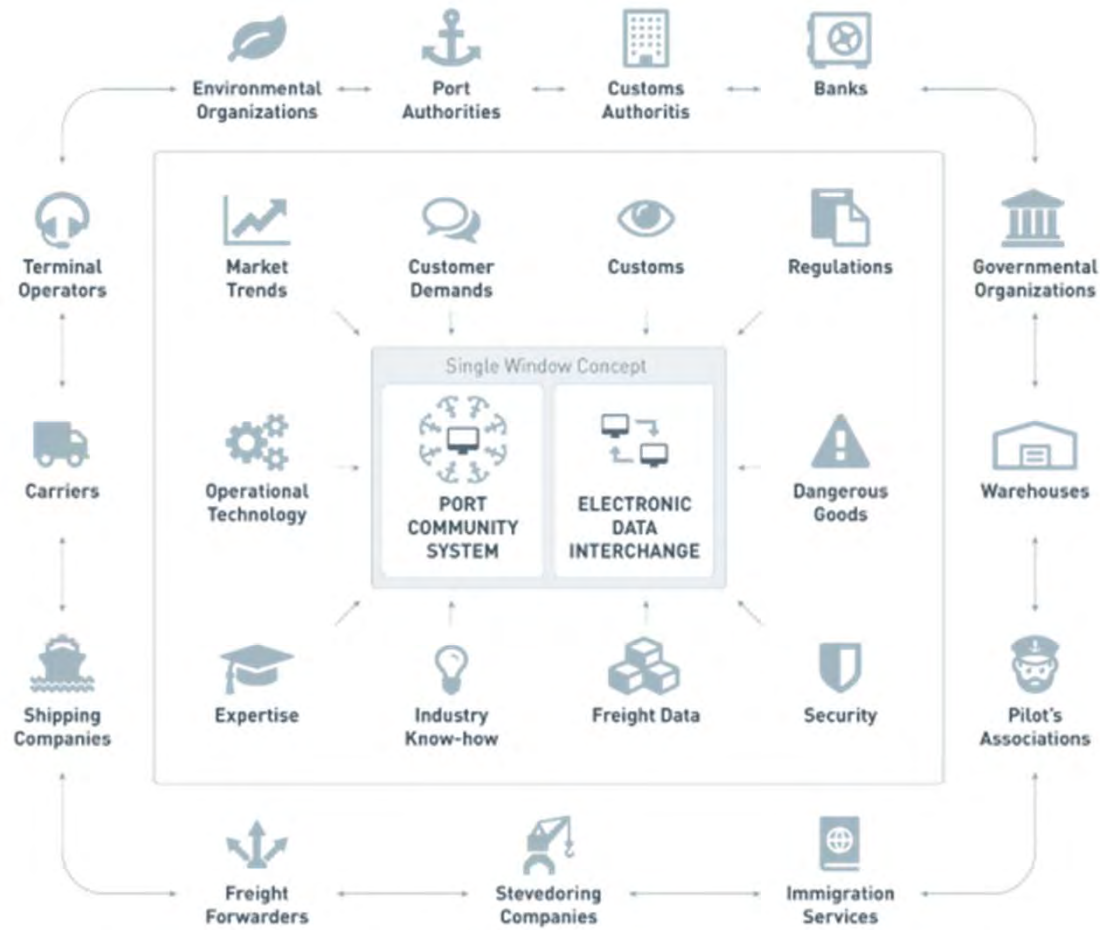 Environmental
Organizations
Port
Authorities
Customs
Authoritis
Banks
Terminal
Operators
Market
Trends
Customer
Demands
Customs
Regulations
Governmental
Organizations
Single Window Concept
Carriers
Operational
Technology
PORT
COMMUNITY
SYSTEM
ELECTRONIC
DATA
INTERCHANGE
Dangerous
Goods
Warehouses
Shipping
Companies
Expertise
Industry
Know-how
Freight Data
Security
Pilot's
Associations
Freight
Forwarders
Stevedoring
Companies
Immigration
Services